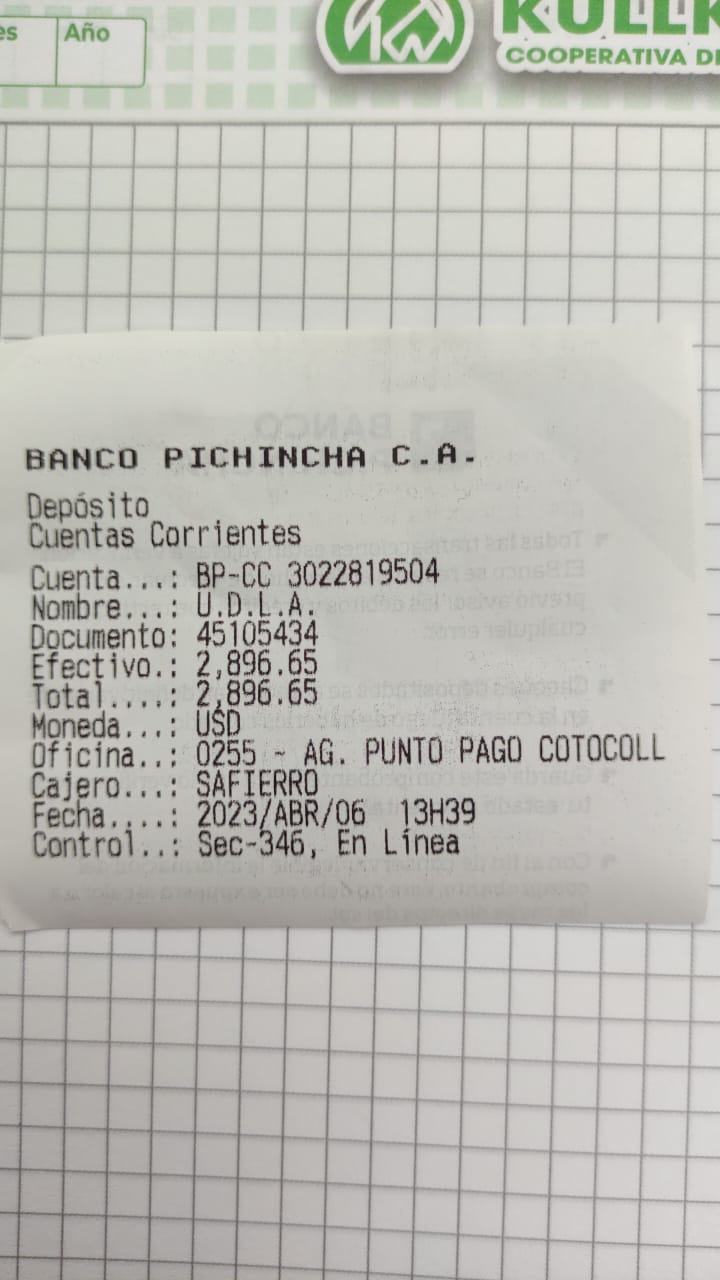 Año
COOPERATIVA
BANCO PICHINCHA C.A.
Depósito
Cuentas Corrientes
Cuenta...: BP-CC 3022819504
Nombre...: U.D.L.A.
Documento: 45105434
Efectivo.: 2,896.65
Total....: 2,896.65
Moneda...: USD
Oficina..: 0255 - AG. PUNTO PAGO COTOCOLL
Cajero...: SAFIERRO
Fecha....: 2023/ABR/06 13H39
Control..: Sec-346, En Línea